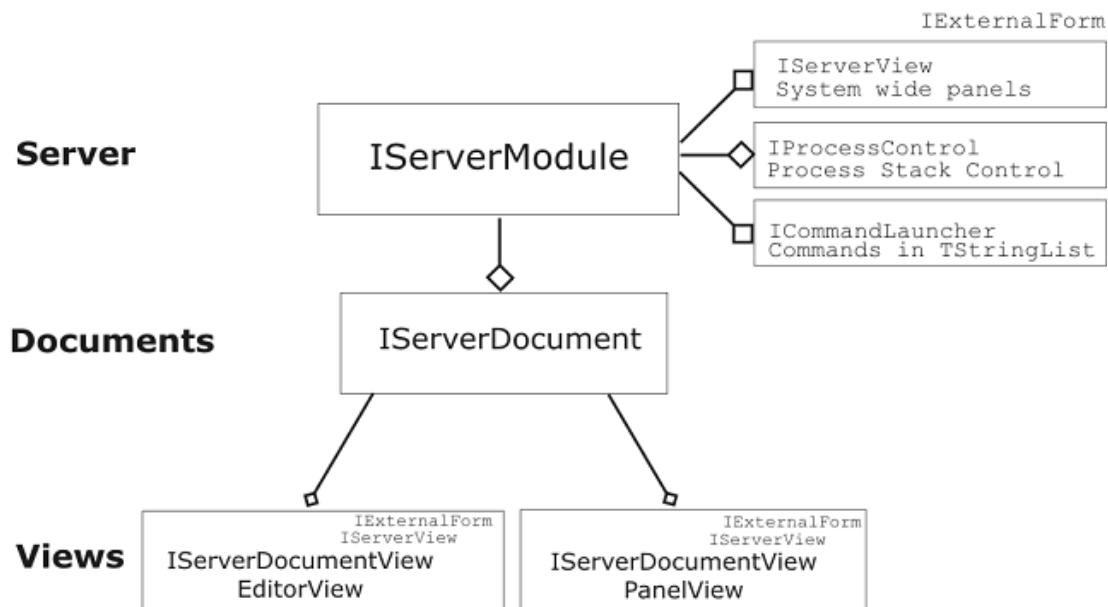 IExternalForm
IServerView
System wide panels
Server
IServerModule
IProcessControl
Process Stack Control
ICommandLauncher
Commands in TStringList
Documents
IServerDocument
Views
IExternalForm
IServerView
IServerDocumentView
EditorView
IExternalForm
IServerView
IServerDocumentView
PanelView